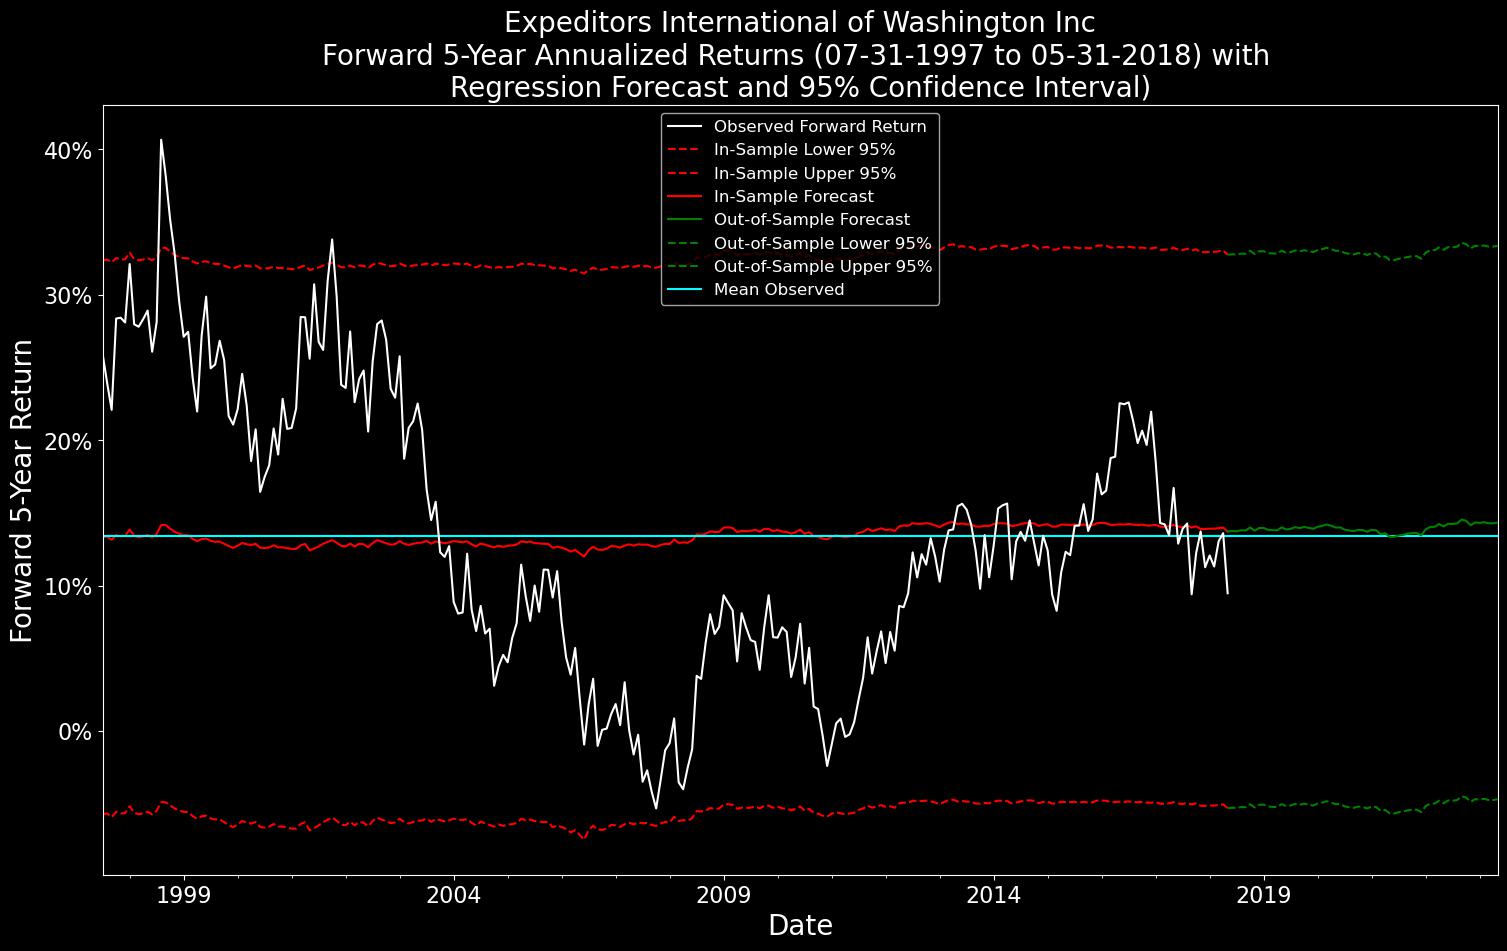 Expeditors International of Washington Inc
Forward 5-Year Annualized Returns (07-31-1997 to 05-31-2018) with
Regression Forecast and 95% Confidence Interval)
Observed Forward Return
In-Sample Lower 95%
In-Sample Upper 95%
In-Sample Forecast
Out-of-Sample Forecast
Out-of-Sample Lower 95%
Out-of-Sample Upper 95%
Mean Observed
Forward 5-Year Return
40%
30%
20%
10%
0%
1999
2004
2009
2014
2019
Date